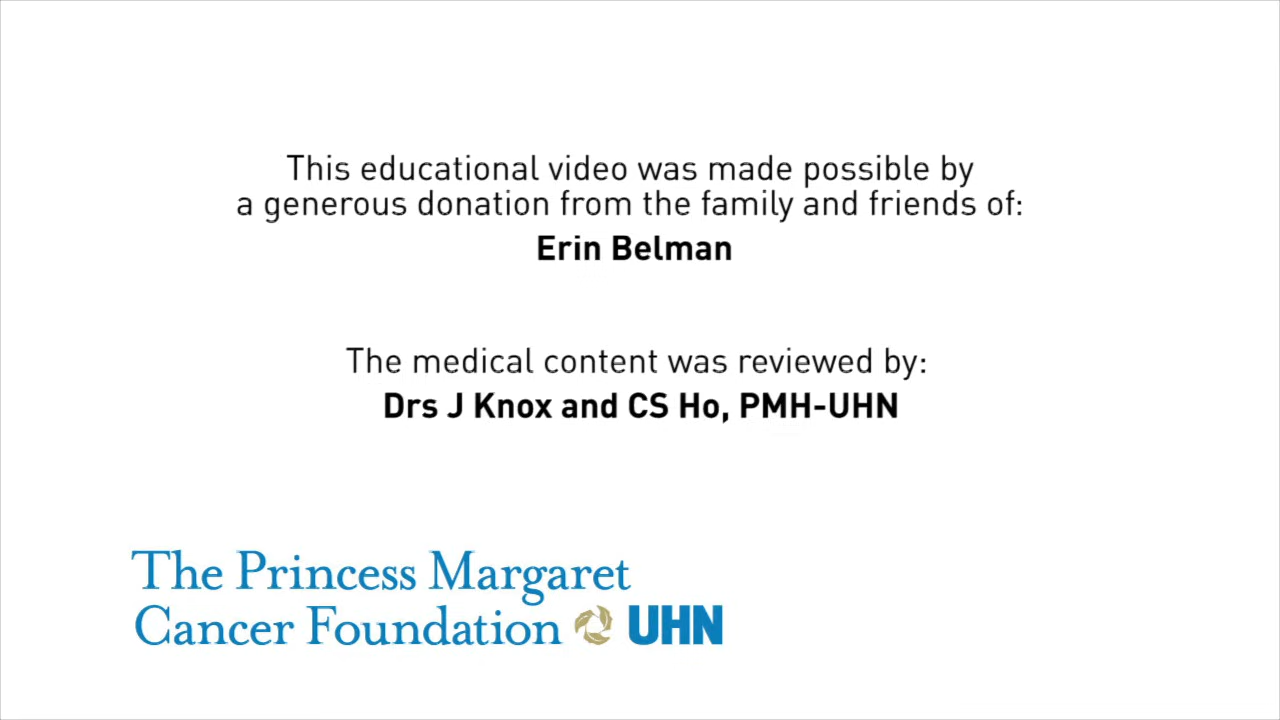 This educational video was made possible by
a generous donation from the family and friends of:
Erin Belman
The medical content was reviewed by:
Drs J Knox and CS Ho, PMH-UHN
The Princess Margaret
Cancer Foundation UHN